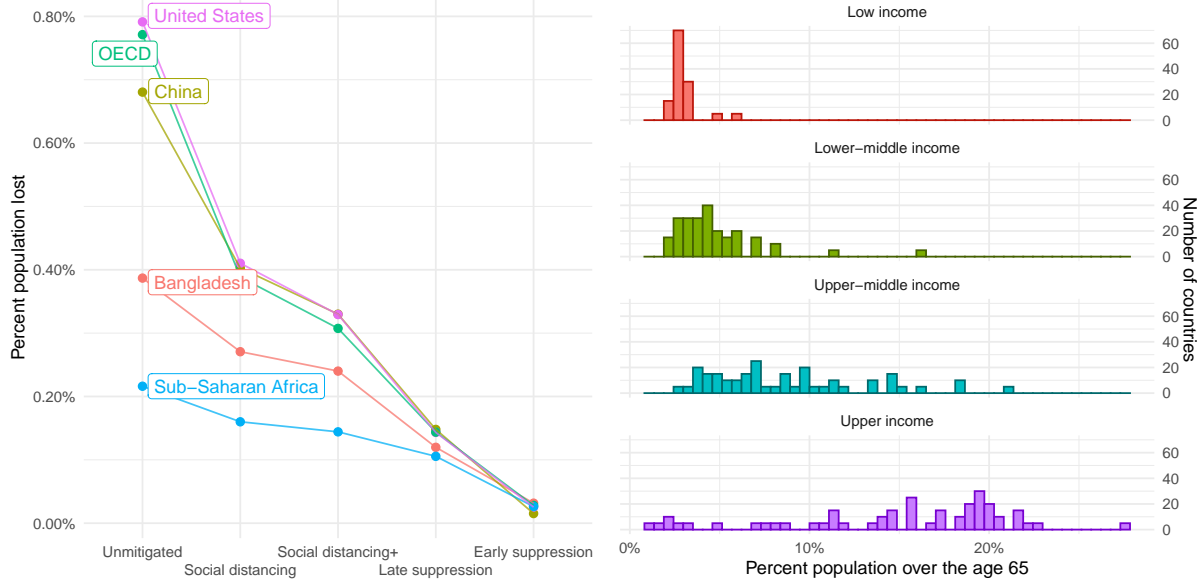 Percent population lost
0.80%
0.60%
0.40%
0.20%
0.00%
United States
OECD
China
Bangladesh
Sub−Saharan Africa
Unmitigated
Social distancing
Social distancing+
Late suppression
Early suppression
Low income
60
40
20
0
Lower−middle income
60
40
20
0
Upper−middle income
60
40
20
0
Upper income
60
40
20
0
Number of countries
0%
10%
20%
Percent population over the age 65